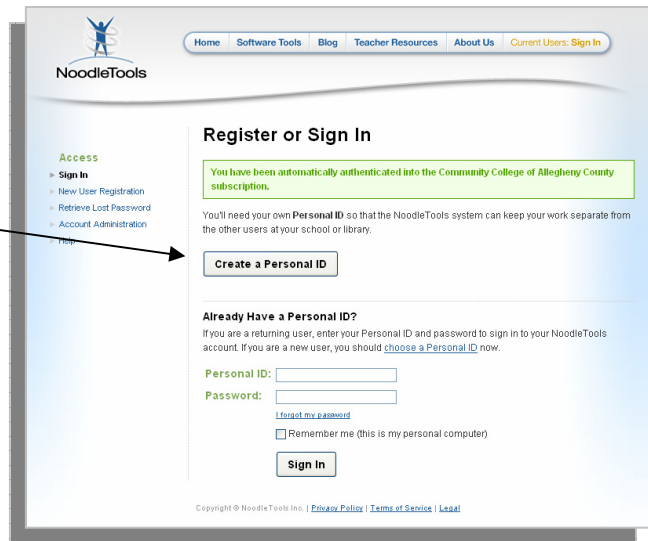 NoodleTools
Home Software Tools Blog Teacher Resources About Us Current Users: Sign In
Register or Sign In
Access
Sign In
New User Registration
Retrieve Lost Password
Account Administration
Help
You have been automatically authenticated into the Community College of Allegheny County
subscription.
You'll need your own Personal ID so that the NoodleTools system can keep your work separate from
the other users at your school or library.
Create a Personal ID
Already Have a Personal ID?
If you are a returning user, enter your Personal ID and password to sign in to your NoodleTools
account. If you are a new user, you should choose a Personal ID now.
Personal ID:
Password:
I forgot my password
Remember me (this is my personal computer)
Sign In
Copyright © NoodleTools Inc. | Privacy Policy | Terms of Service | Legal